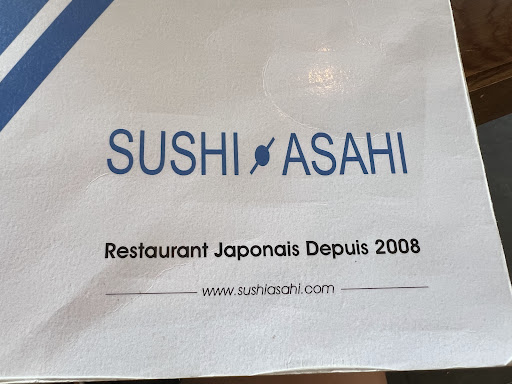 SUSHI ASAHI
Restaurant Japonais Depuis 2008
www.sushiasahi.com